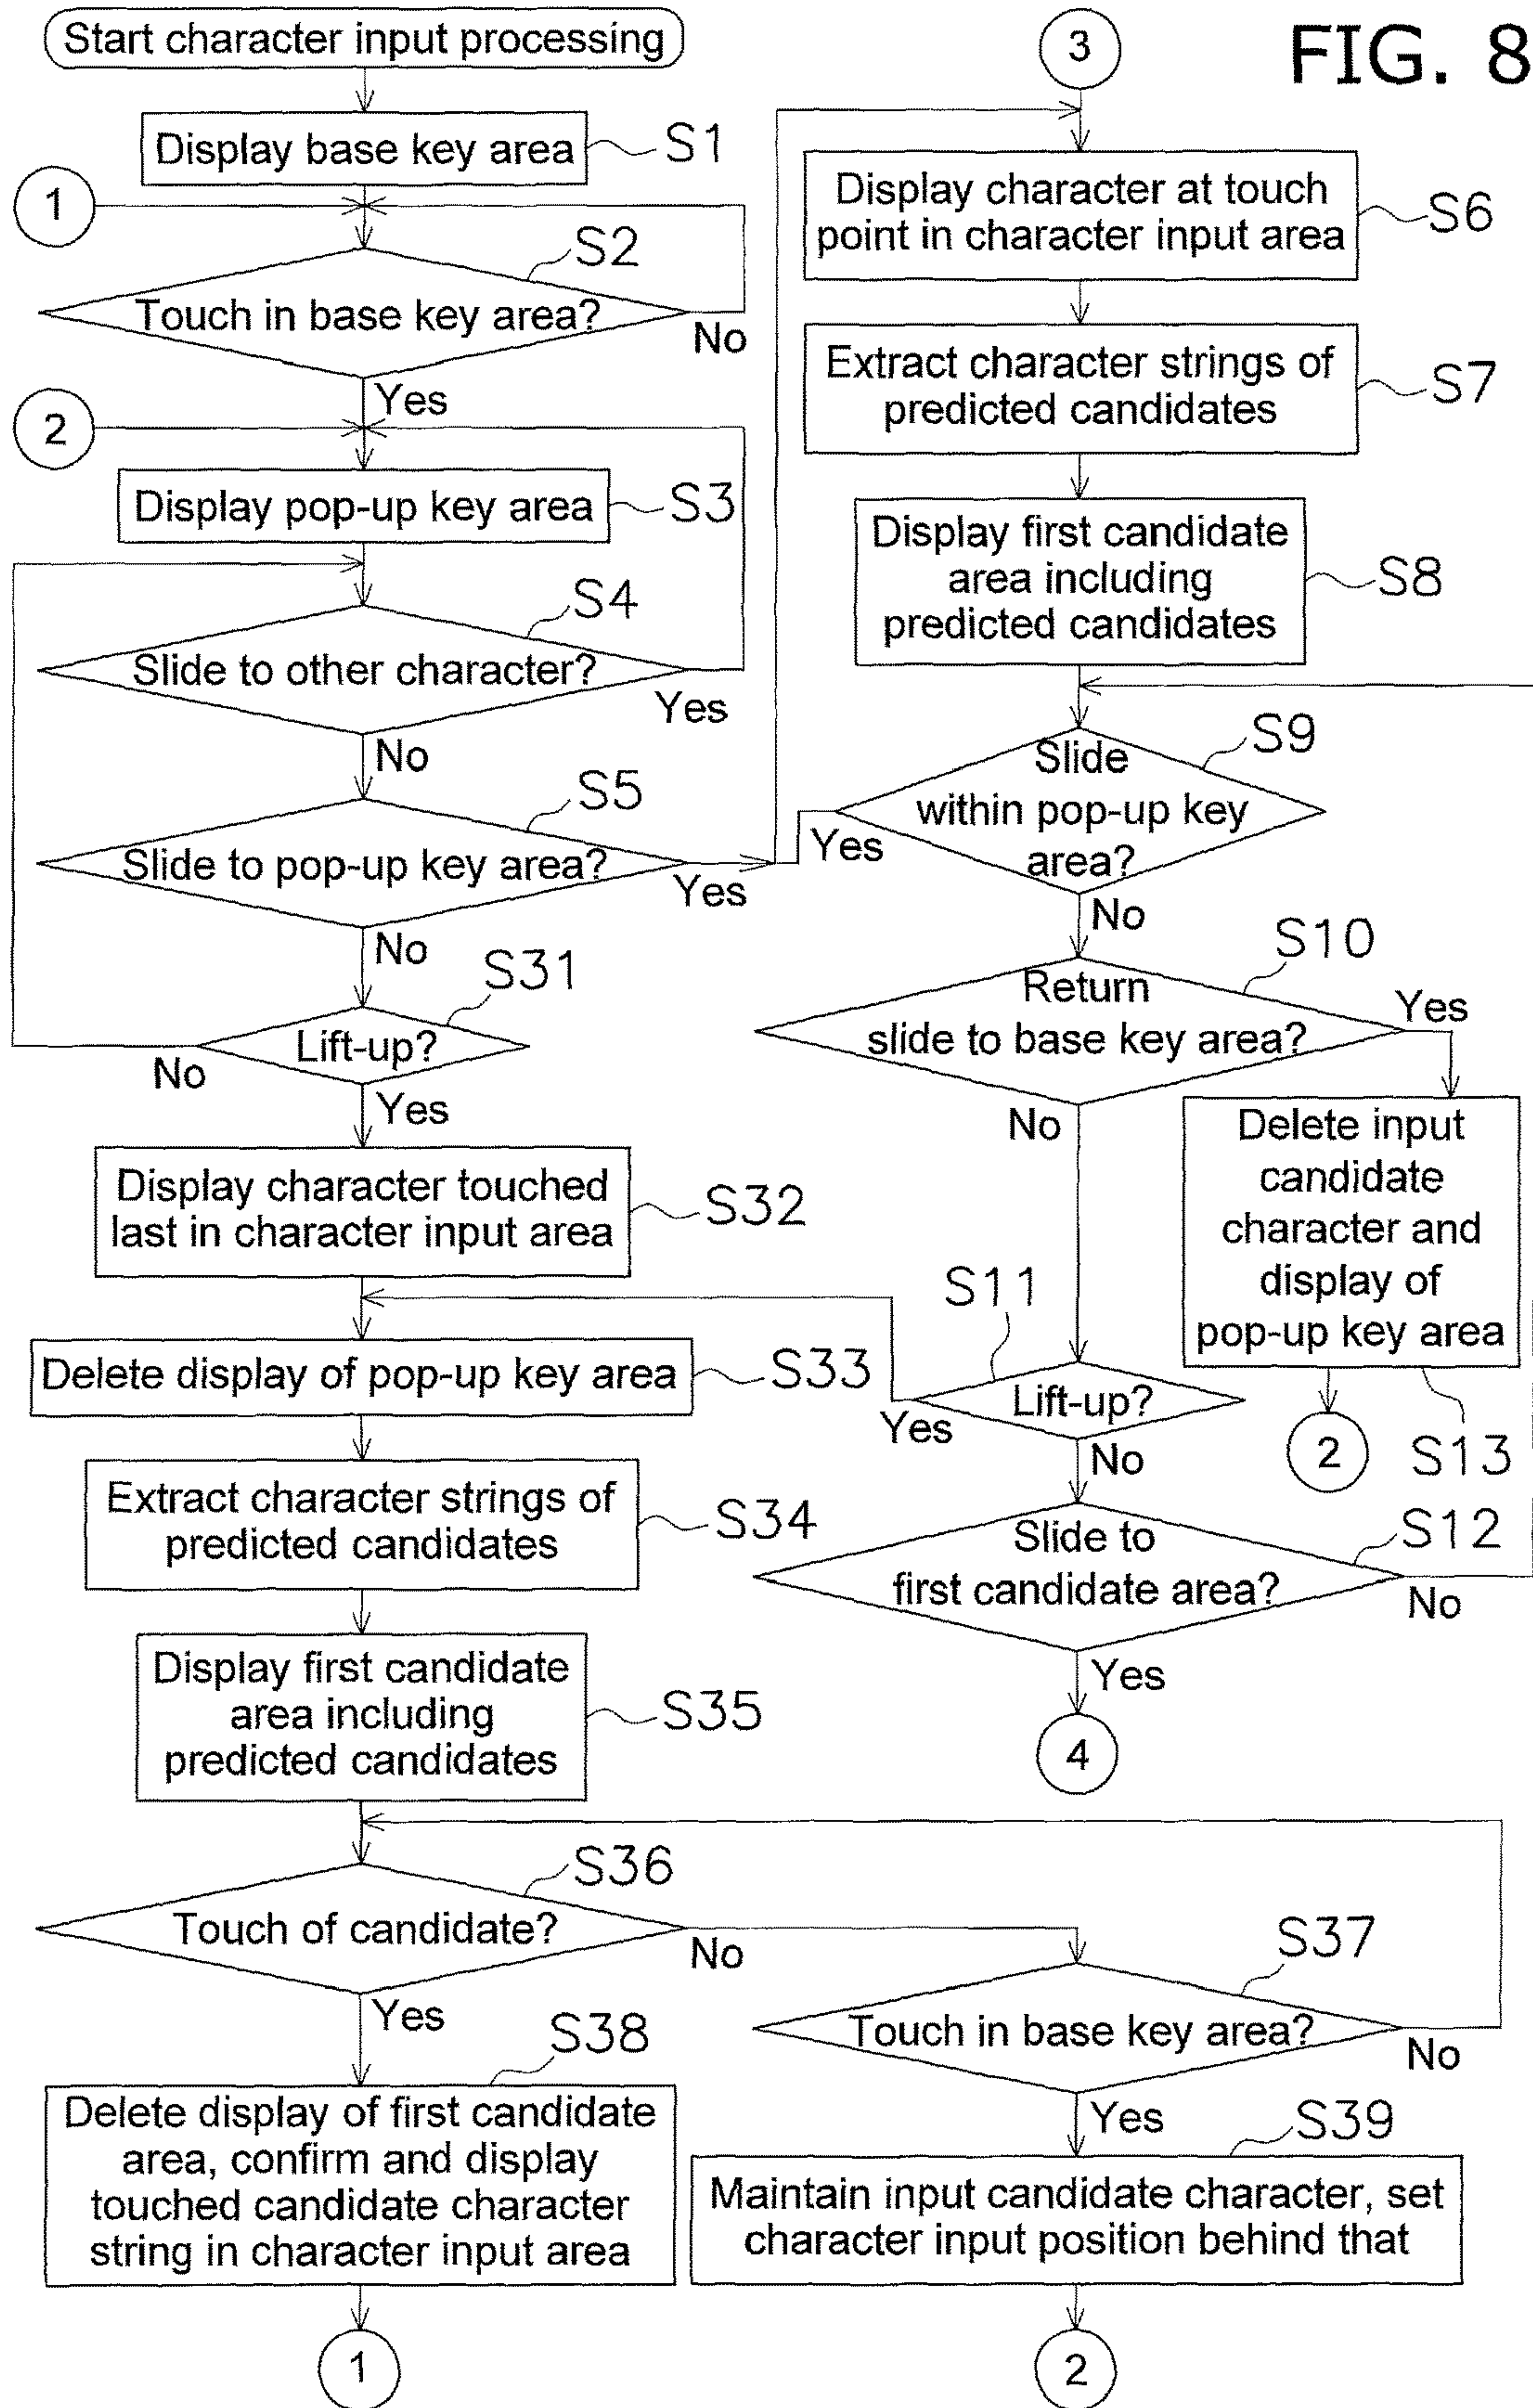 FIG. 8
Start character input processing
Display base key area
S1
1
S2
Touch in base key area?
No
Yes
2
Display pop-up key area
S3
S4
Slide to other character?
Yes
No
S5
Slide to pop-up key area?
Yes
No
S31
Lift-up?
No
Yes
Display character touched
last in character input area
S32
Delete display of pop-up key area
S33
Extract character strings of
predicted candidates
S34
Display first candidate
area including
predicted candidates
S35
S36
Touch of candidate?
No
Yes
S38
Delete display of first candidate
area, confirm and display
touched candidate character
string in character input area
1
3
Display character at touch
point in character input area
S6
Extract character strings of
predicted candidates
S7
Display first candidate
area including
predicted candidates
S8
S9
Slide
within pop-up key
area?
Yes
No
S10
Return
slide to base key area?
Yes
No
Delete input
candidate
character and
display of
pop-up key area
S13
2
S11
Lift-up?
Yes
No
S12
Slide to
first candidate area?
No
Yes
4
S37
Touch in base key area?
No
Yes
S39
Maintain input candidate character, set
character input position behind that
2